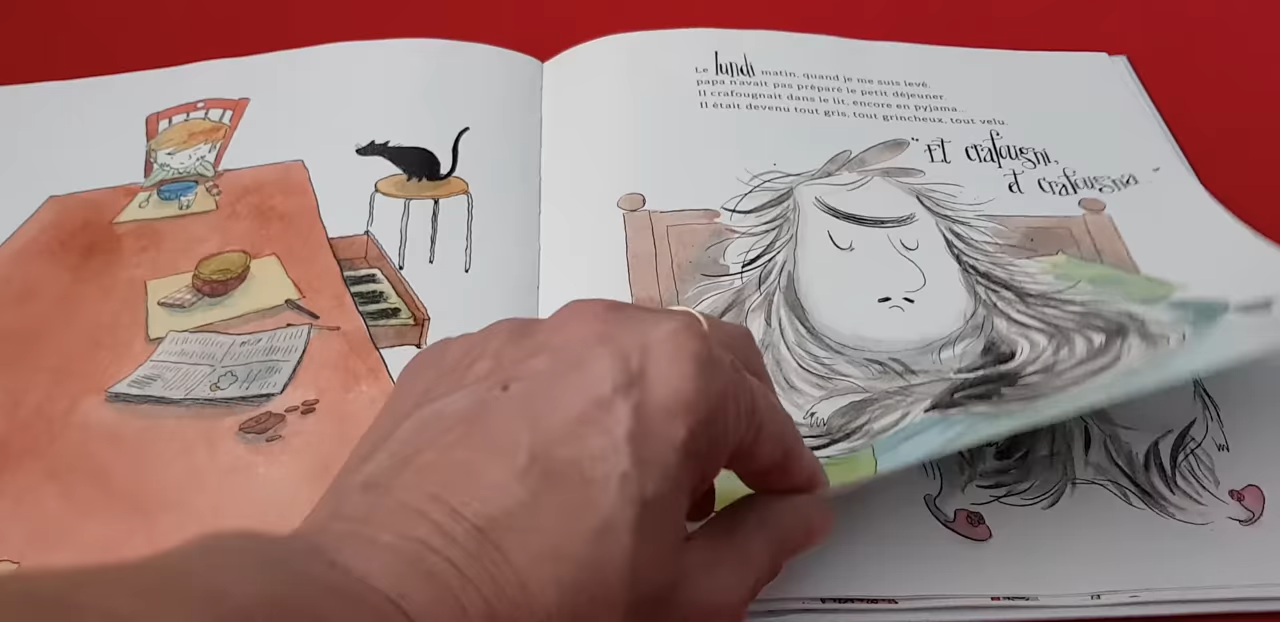 Le lundi matin, quand je me suis levé,
papa n'avait pas préparé le petit déjeuner.
Il crafougnait dans le lit, encore en pyjama...
Il était devenu tout gris, tout grincheux, tout velu.
"Et crafougni,
et crafougna..."